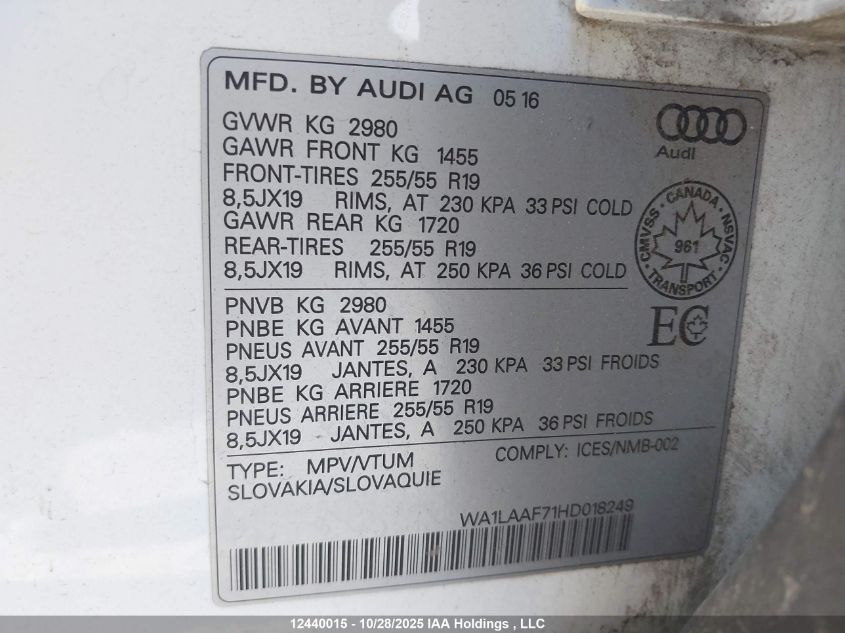 MFD. BY AUDI AG 05 16
GVWR KG 2980
GAWR FRONT KG 1455
FRONT-TIRES 255/55 R19
8,5JX19 RIMS, AT 230 KPA 33 PSI COLD
GAWR REAR KG 1720
REAR-TIRES 255/55 R19
8,5JX19 RIMS, AT 250 KPA 36 PSI COLD
Audi
CMVSS · CANADA · NSVAC
961
TRANSPORT
PNVB KG 2980
PNBE KG AVANT 1455
PNEUS AVANT 255/55 R19
8,5JX19 JANTES, A 230 KPA 33 PSI FROIDS
PNBE KG ARRIERE 1720
PNEUS ARRIERE 255/55 R19
8,5JX19 JANTES, A 250 KPA 36 PSI FROIDS
EC
TYPE: MPV/VTUM COMPLY: ICES/NMB-002
SLOVAKIA/SLOVAQUIE
WA1LAAF71HD018249
12440015 - 10/28/2025 IAA Holdings , LLC